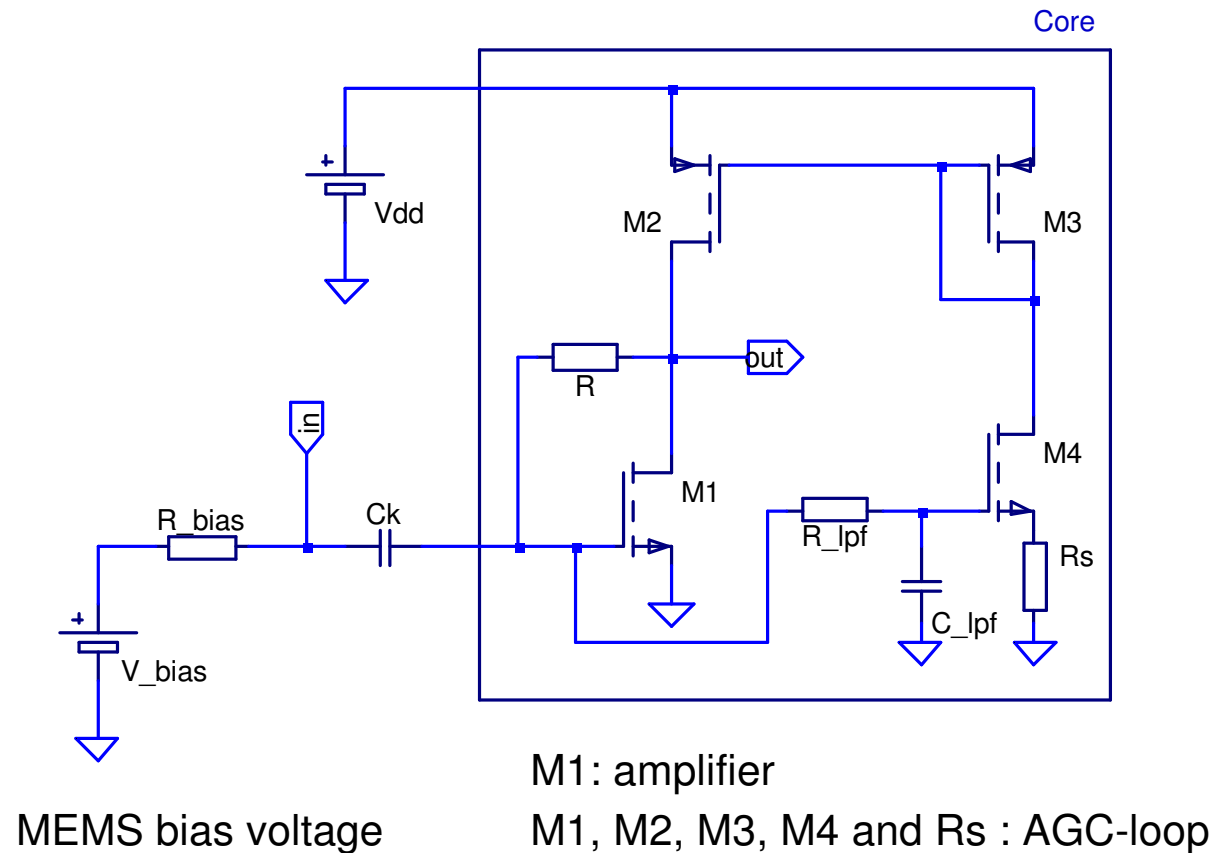 Core
Vdd
M2
M3
R
out
in
R_bias
Ck
M1
M4
R_lpf
Rs
C_lpf
V_bias
M1: amplifier
MEMS bias voltage
M1, M2, M3, M4 and Rs : AGC-loop